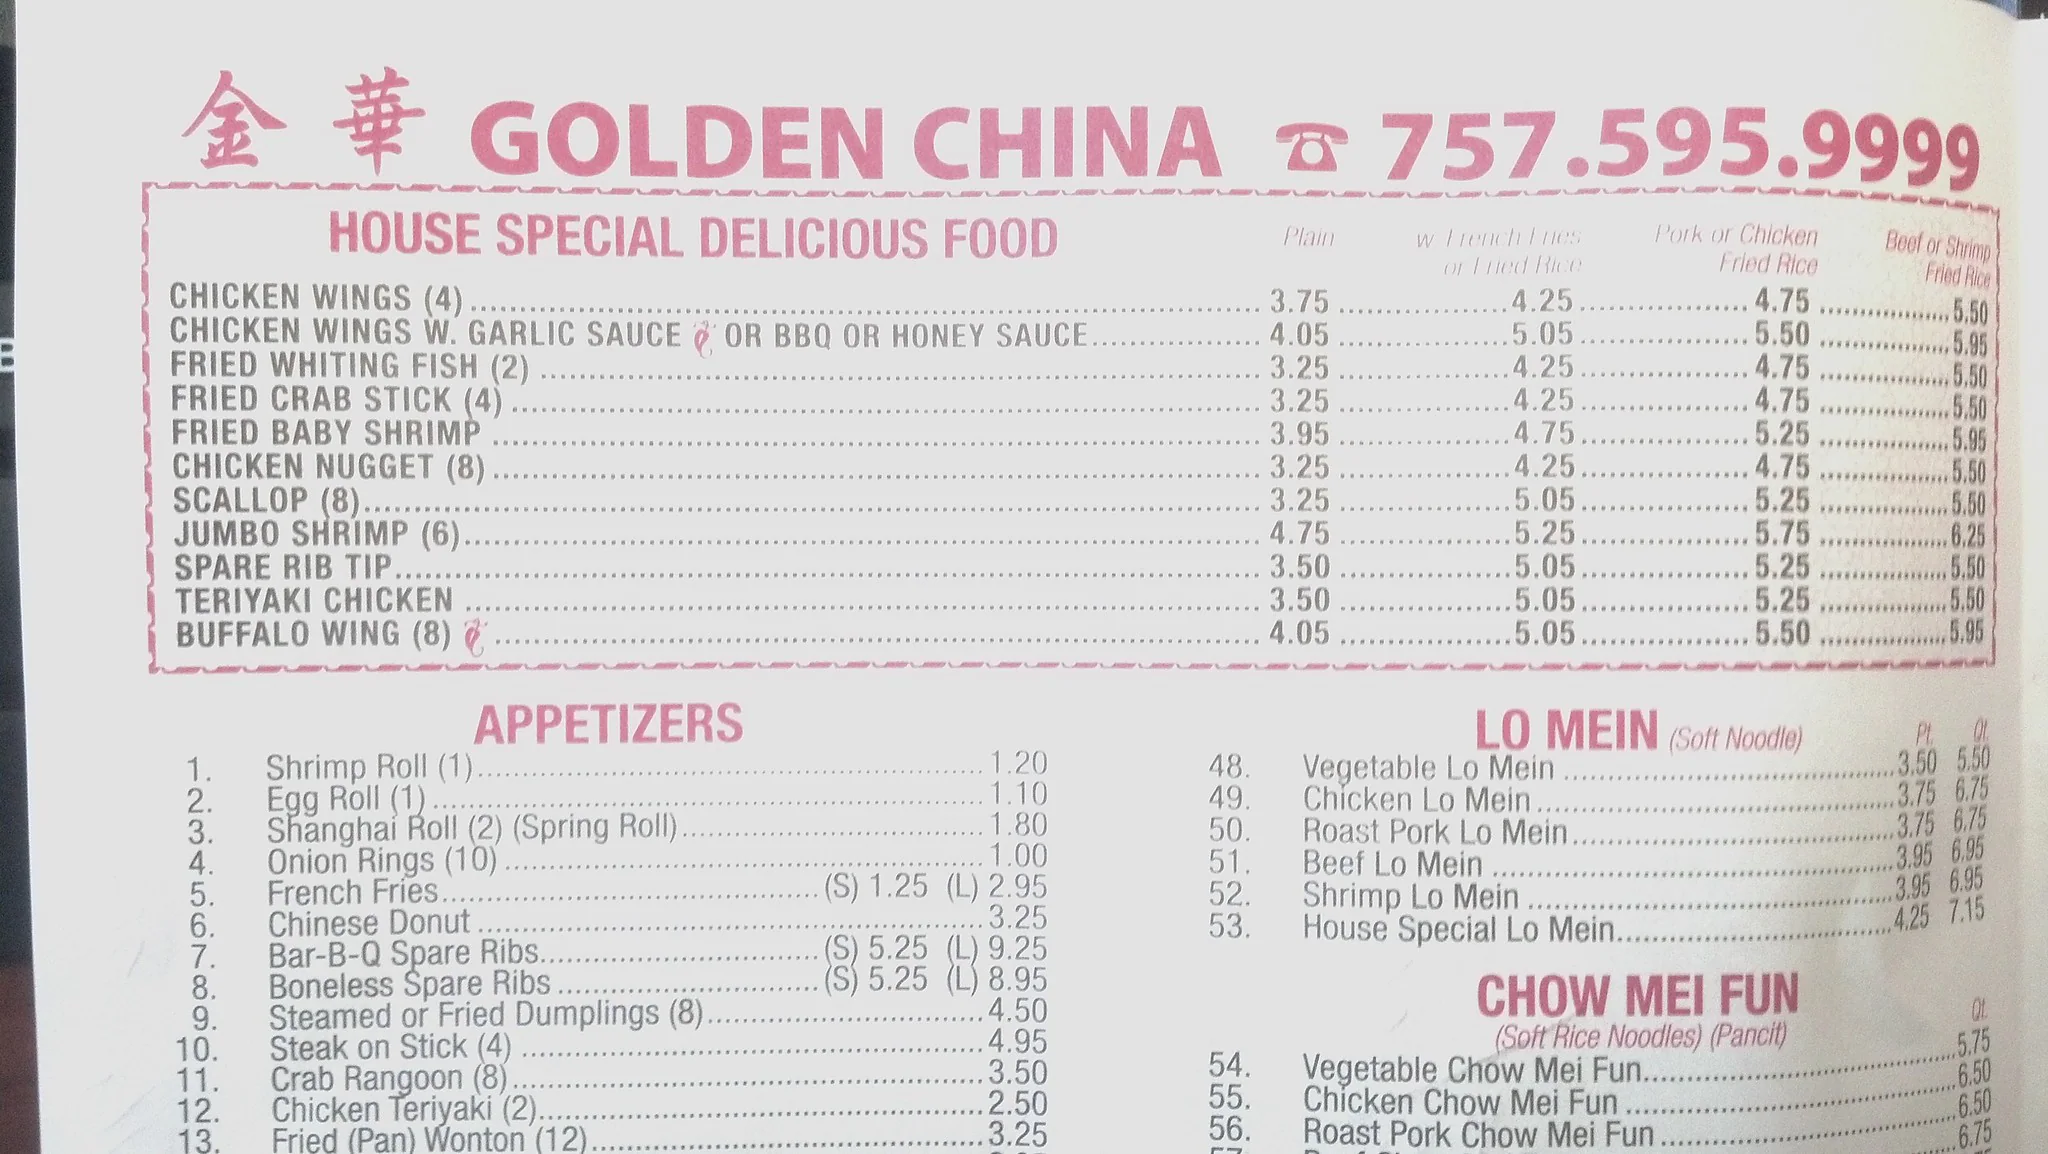 金 華 GOLDEN CHINA ☎ 757.595.9999
HOUSE SPECIAL DELICIOUS FOOD Plain w French Fries or Fried Rice Pork or Chicken Fried Rice Beef or Shrimp Fried Rice
CHICKEN WINGS (4) 3.75 4.25 4.75 5.50
CHICKEN WINGS W. GARLIC SAUCE OR BBQ OR HONEY SAUCE 4.05 5.05 5.50 5.95
FRIED WHITING FISH (2) 3.25 4.25 4.75 5.50
FRIED CRAB STICK (4) 3.25 4.25 4.75 5.50
FRIED BABY SHRIMP 3.95 4.75 5.25 5.95
CHICKEN NUGGET (8) 3.25 4.25 4.75 5.50
SCALLOP (8) 3.25 5.05 5.25 5.50
JUMBO SHRIMP (6) 4.75 5.25 5.75 6.25
SPARE RIB TIP 3.50 5.05 5.25 5.50
TERIYAKI CHICKEN 3.50 5.05 5.25 5.50
BUFFALO WING (8) 4.05 5.05 5.50 5.95
APPETIZERS
1. Shrimp Roll (1) 1.20
2. Egg Roll (1) 1.10
3. Shanghai Roll (2) (Spring Roll) 1.80
4. Onion Rings (10) 1.00
5. French Fries (S) 1.25 (L) 2.95
6. Chinese Donut 3.25
7. Bar-B-Q Spare Ribs (S) 5.25 (L) 9.25
8. Boneless Spare Ribs (S) 5.25 (L) 8.95
9. Steamed or Fried Dumplings (8) 4.50
10. Steak on Stick (4) 4.95
11. Crab Rangoon (8) 3.50
12. Chicken Teriyaki (2) 2.50
13. Fried (Pan) Wonton (12) 3.25
LO MEIN (Soft Noodle) Pt. Qt.
48. Vegetable Lo Mein 3.50 5.50
49. Chicken Lo Mein 3.75 6.75
50. Roast Pork Lo Mein 3.75 6.75
51. Beef Lo Mein 3.95 6.95
52. Shrimp Lo Mein 3.95 6.95
53. House Special Lo Mein 4.25 7.15
CHOW MEI FUN
(Soft Rice Noodles) (Pancit) Qt.
54. Vegetable Chow Mei Fun 5.75
55. Chicken Chow Mei Fun 6.50
56. Roast Pork Chow Mei Fun 6.50
6.75